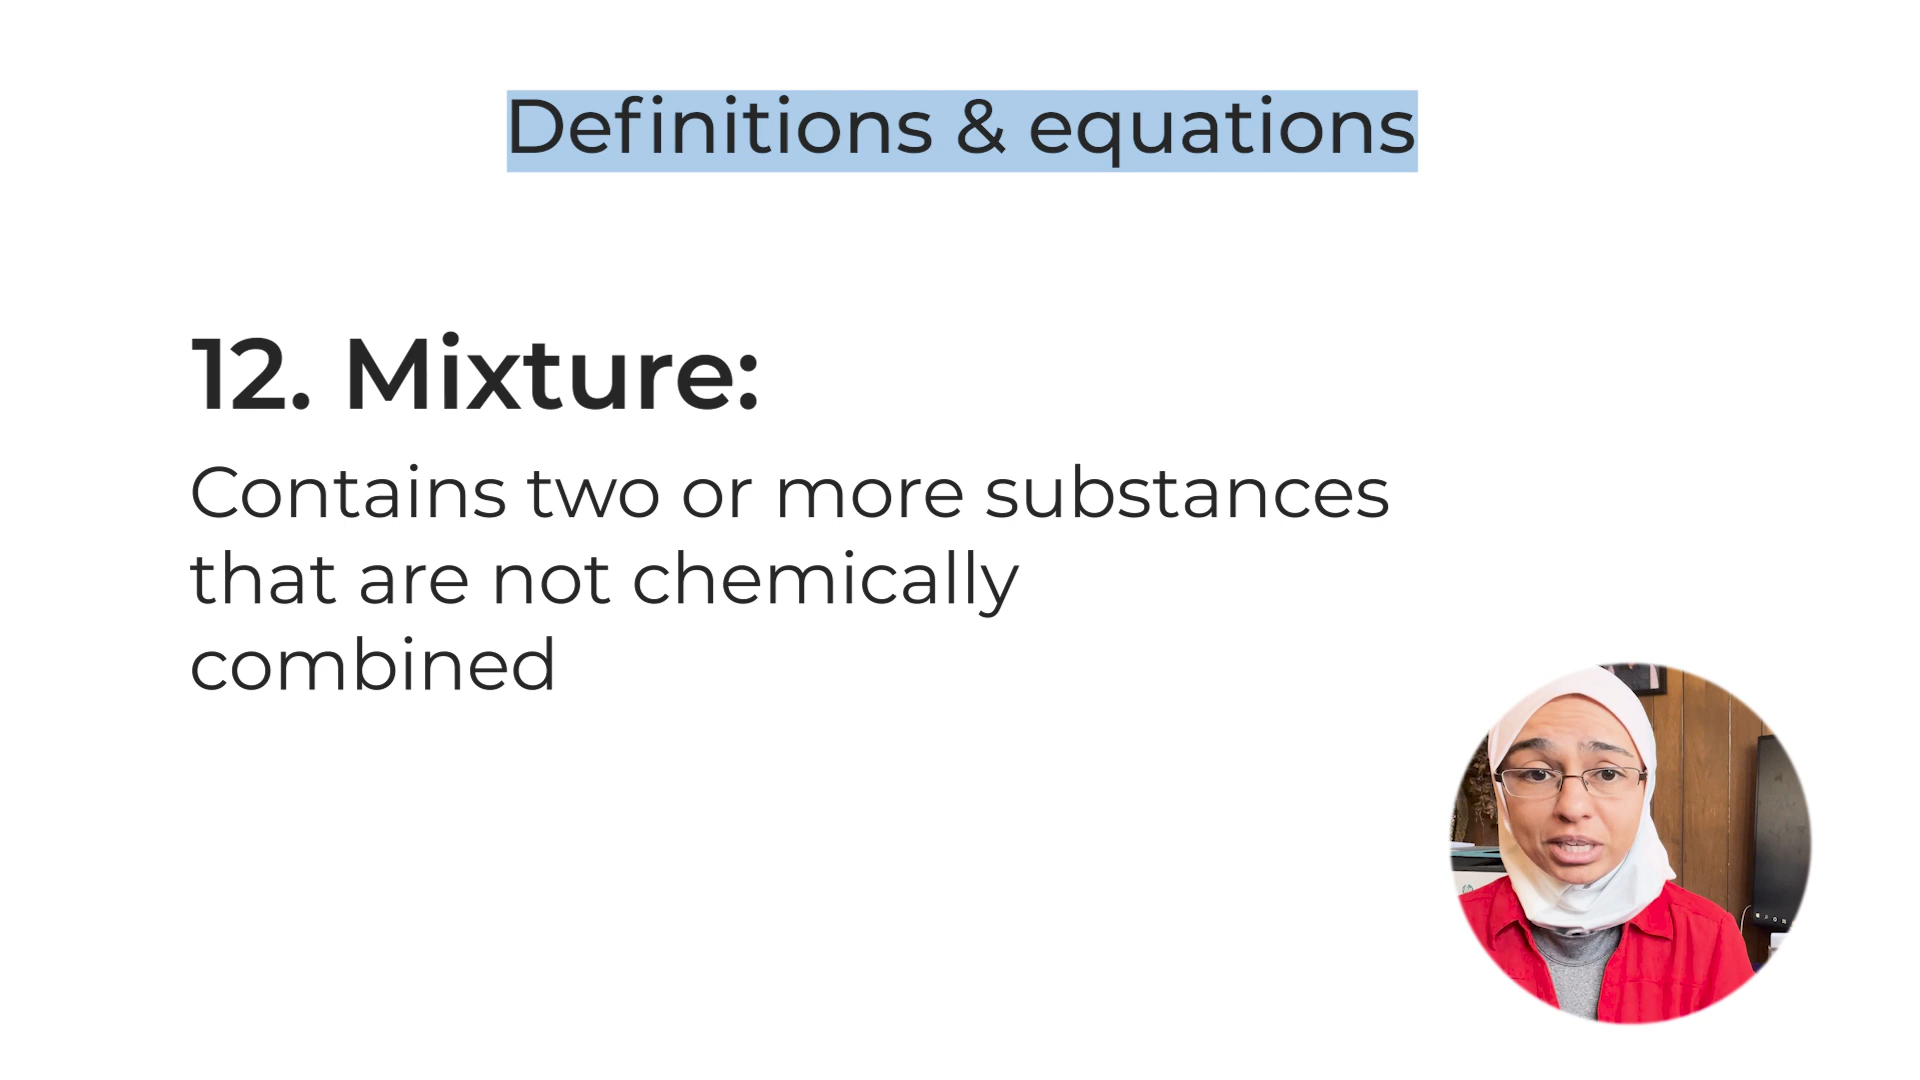 Definitions & equations
12. Mixture:
Contains two or more substances
that are not chemically
combined